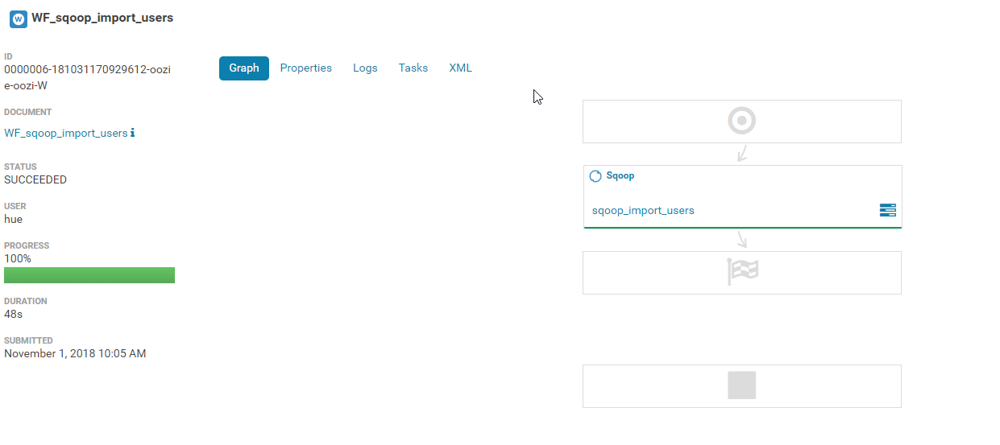 WF_sqoop_import_users
ID
0000006-181031170929612-oozi
e-oozi-W
DOCUMENT
WF_sqoop_import_users
STATUS
SUCCEEDED
USER
hue
PROGRESS
100%
DURATION
48s
SUBMITTED
November 1, 2018 10:05 AM
Graph Properties Logs Tasks XML
Sqoop
sqoop_import_users